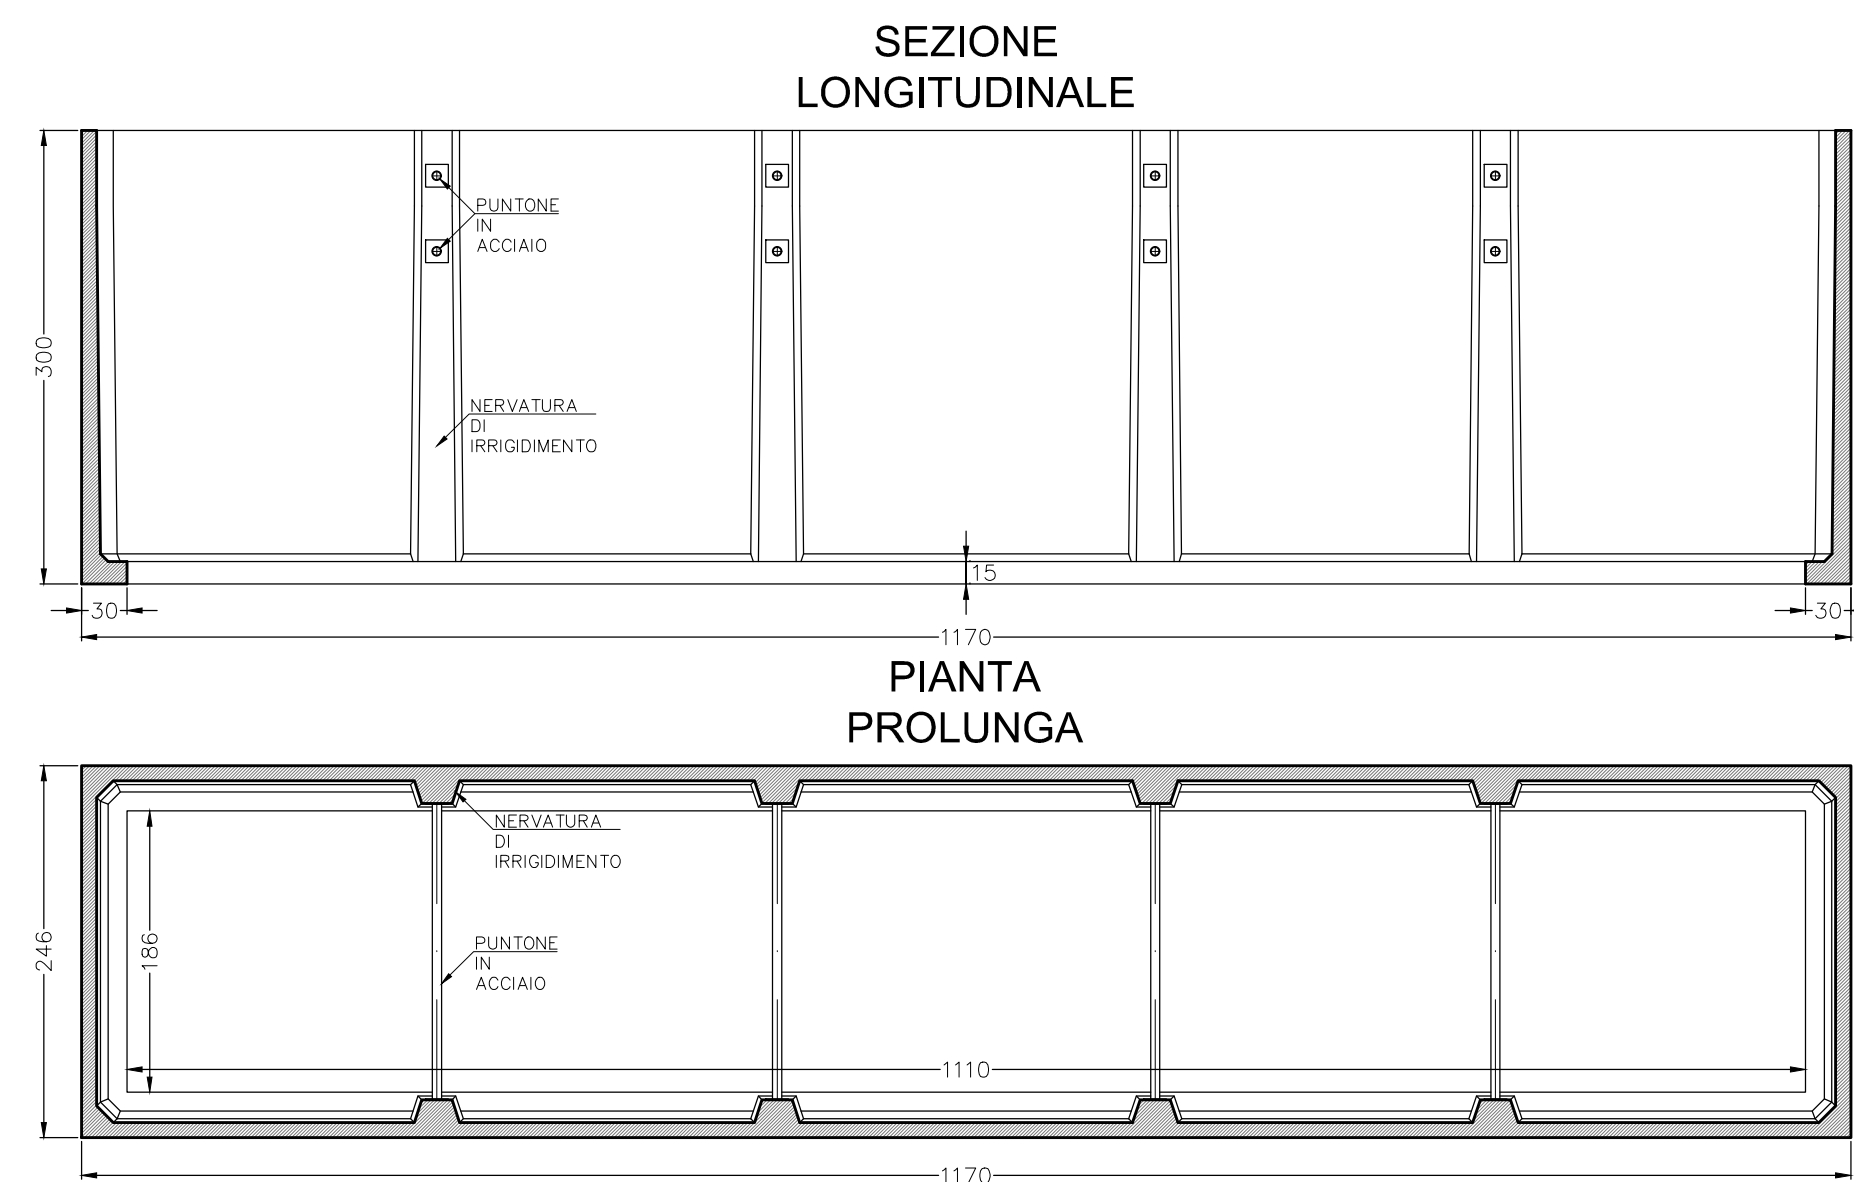 SEZIONE
LONGITUDINALE
PUNTONE
IN
ACCIAIO
300
NERVATURA
DI
IRRIGIDIMENTO
15
30
30
1170
PIANTA
PROLUNGA
NERVATURA
DI
IRRIGIDIMENTO
246
186
PUNTONE
IN
ACCIAIO
1110
1170